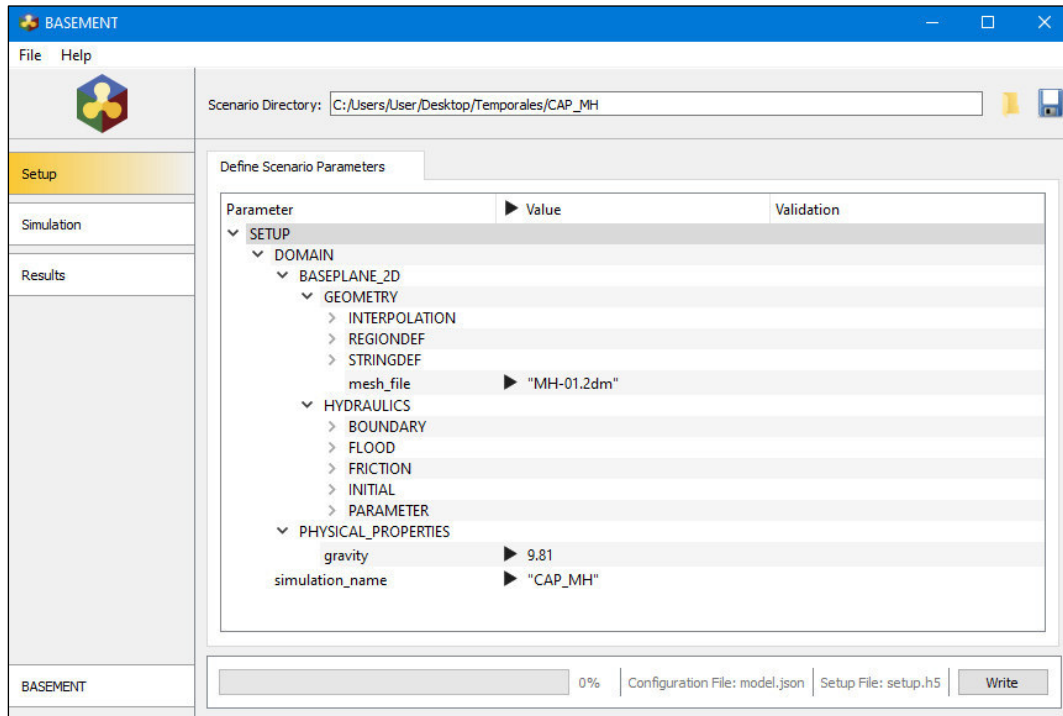 BASEMENT
File Help
Scenario Directory: C:/Users/User/Desktop/Temporales/CAP_MH
Setup
Simulation
Results
Define Scenario Parameters
Parameter Value Validation
SETUP
DOMAIN
BASEPLANE_2D
GEOMETRY
INTERPOLATION
REGIONDEF
STRINGDEF
mesh_file "MH-01.2dm"
HYDRAULICS
BOUNDARY
FLOOD
FRICTION
INITIAL
PARAMETER
PHYSICAL_PROPERTIES
gravity 9.81
simulation_name "CAP_MH"
BASEMENT
0% Configuration File: model.json Setup File: setup.h5 Write